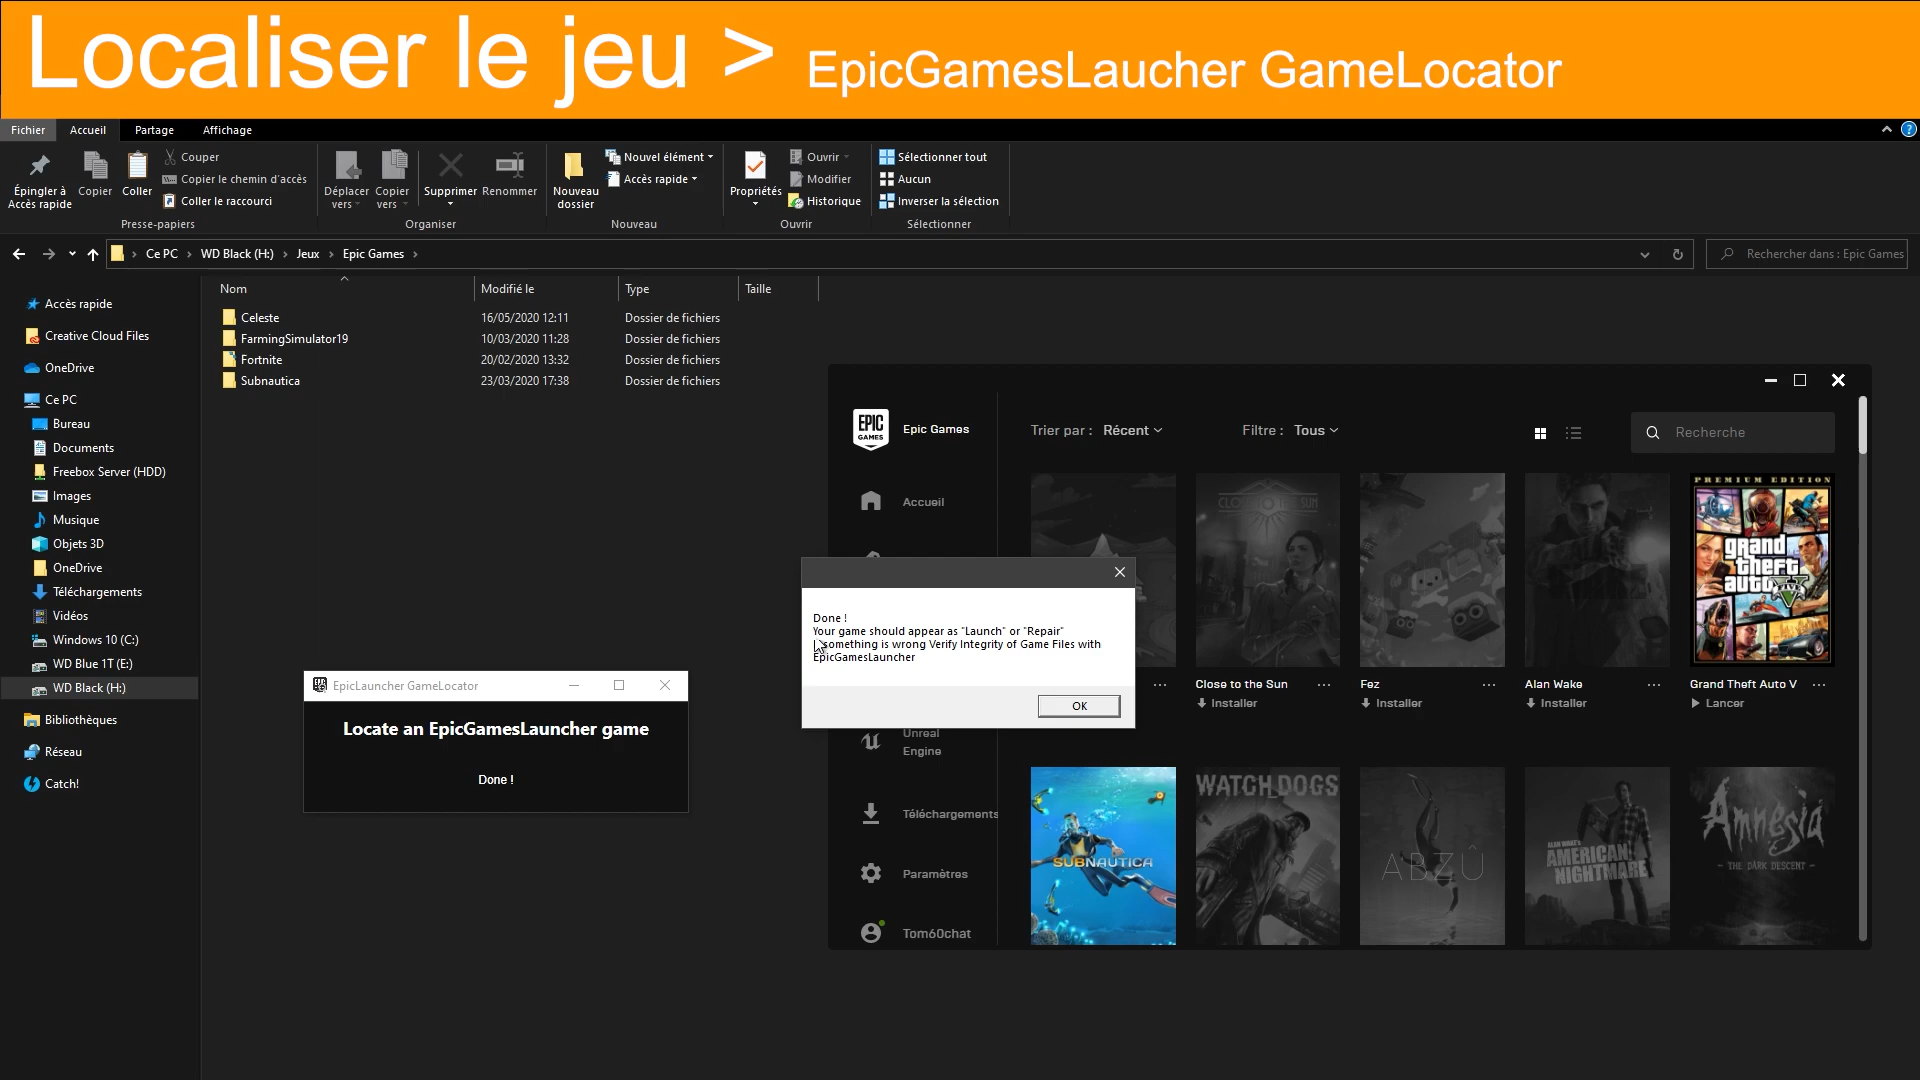 Localiser le jeu > EpicGamesLaucher GameLocator
Fichier Accueil Partage Affichage
Épingler à
Accès rapide
Copier
Coller
Couper
Copier le chemin d'accès
Coller le raccourci
Presse-papiers
Déplacer
vers
Copier
vers
Supprimer
Renommer
Organiser
Nouveau
dossier
Nouvel élément
Accès rapide
Nouveau
Propriétés
Ouvrir
Modifier
Historique
Ouvrir
Sélectionner tout
Aucun
Inverser la sélection
Sélectionner
Ce PC > WD Black (H:) > Jeux > Epic Games >
Rechercher dans : Epic Games
Accès rapide
Creative Cloud Files
OneDrive
Ce PC
Bureau
Documents
Freebox Server (HDD)
Images
Musique
Objets 3D
OneDrive
Téléchargements
Vidéos
Windows 10 (C:)
WD Blue 1T (E:)
WD Black (H:)
Bibliothèques
Réseau
Catch!
Nom Modifié le Type Taille
Celeste 16/05/2020 12:11 Dossier de fichiers
FarmingSimulator19 10/03/2020 11:28 Dossier de fichiers
Fortnite 20/02/2020 13:32 Dossier de fichiers
Subnautica 23/03/2020 17:38 Dossier de fichiers
EpicLauncher GameLocator
Locate an EpicGamesLauncher game
Done !
Done !
Your game should appear as "Launch" or "Repair"
something is wrong Verify Integrity of Game Files with
EpicGamesLauncher
OK
EPIC
GAMES
Epic Games
Accueil
Unreal
Engine
Téléchargements
Paramètres
Tom60chat
Trier par : Récent
Filtre : Tous
Recherche
CLOSE TO THE SUN
PREMIUM EDITION
grand
theft
auto
V
Close to the Sun ...
Installer
Fez ...
Installer
Alan Wake ...
Installer
Grand Theft Auto V ...
Lancer
SUBNAUTICA
WATCH_DOGS
ABZÛ
ALAN WAKE'S
AMERICAN
NIGHTMARE
Amnesia
- THE DARK DESCENT -